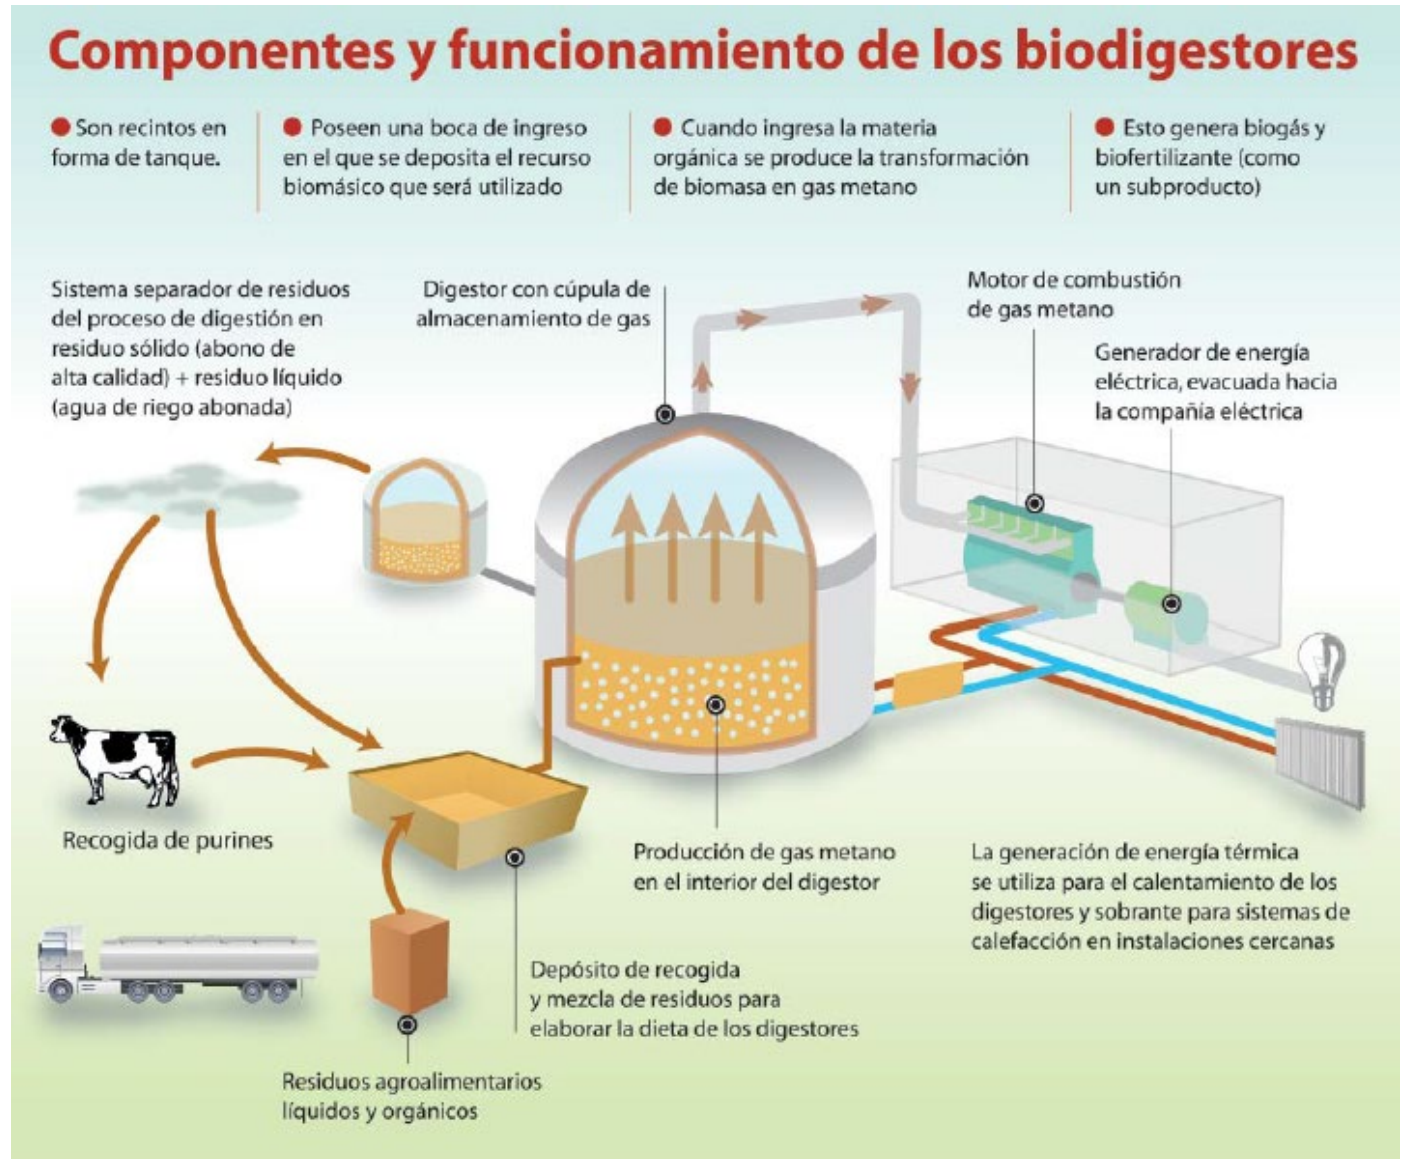 Componentes y funcionamiento de los biodigestores
Son recintos en
forma de tanque.
Poseen una boca de ingreso
en el que se deposita el recurso
biomásico que será utilizado
Cuando ingresa la materia
orgánica se produce la transformación
de biomasa en gas metano
Esto genera biogás y
biofertilizante (como
un subproducto)
Sistema separador de residuos
del proceso de digestión en
residuo sólido (abono de
alta calidad) + residuo líquido
(agua de riego abonada)
Digestor con cúpula de
almacenamiento de gas
Motor de combustión
de gas metano
Generador de energía
eléctrica, evacuada hacia
la compañía eléctrica
Recogida de purines
Producción de gas metano
en el interior del digestor
La generación de energía térmica
se utiliza para el calentamiento de los
digestores y sobrante para sistemas de
calefacción en instalaciones cercanas
Depósito de recogida
y mezcla de residuos para
elaborar la dieta de los digestores
Residuos agroalimentarios
líquidos y orgánicos